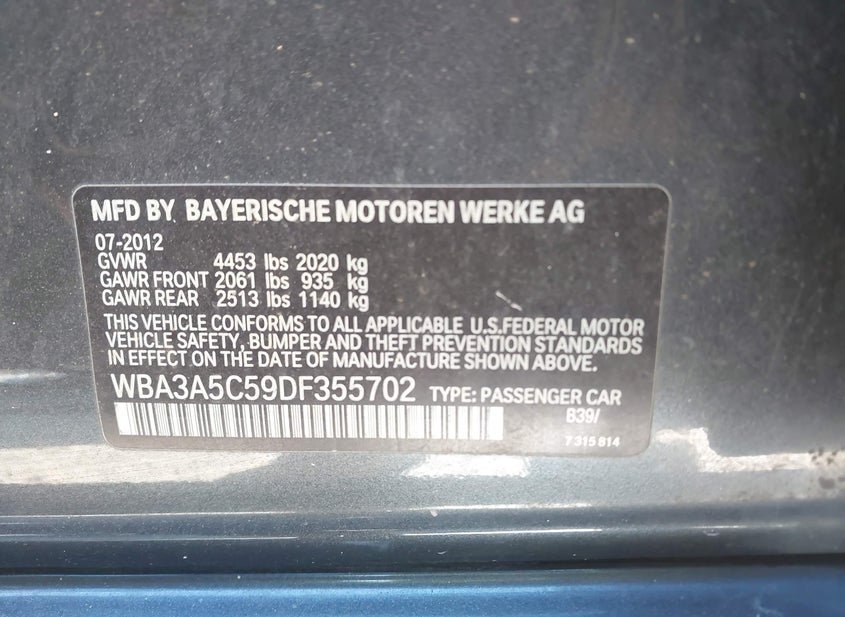 MFD BY BAYERISCHE MOTOREN WERKE AG
07-2012
GVWR 4453 lbs 2020 kg
GAWR FRONT 2061 lbs 935 kg
GAWR REAR 2513 lbs 1140 kg
THIS VEHICLE CONFORMS TO ALL APPLICABLE U.S.FEDERAL MOTOR
VEHICLE SAFETY, BUMPER AND THEFT PREVENTION STANDARDS
IN EFFECT ON THE DATE OF MANUFACTURE SHOWN ABOVE.
WBA3A5C59DF355702 TYPE: PASSENGER CAR
B39/
7 315 814